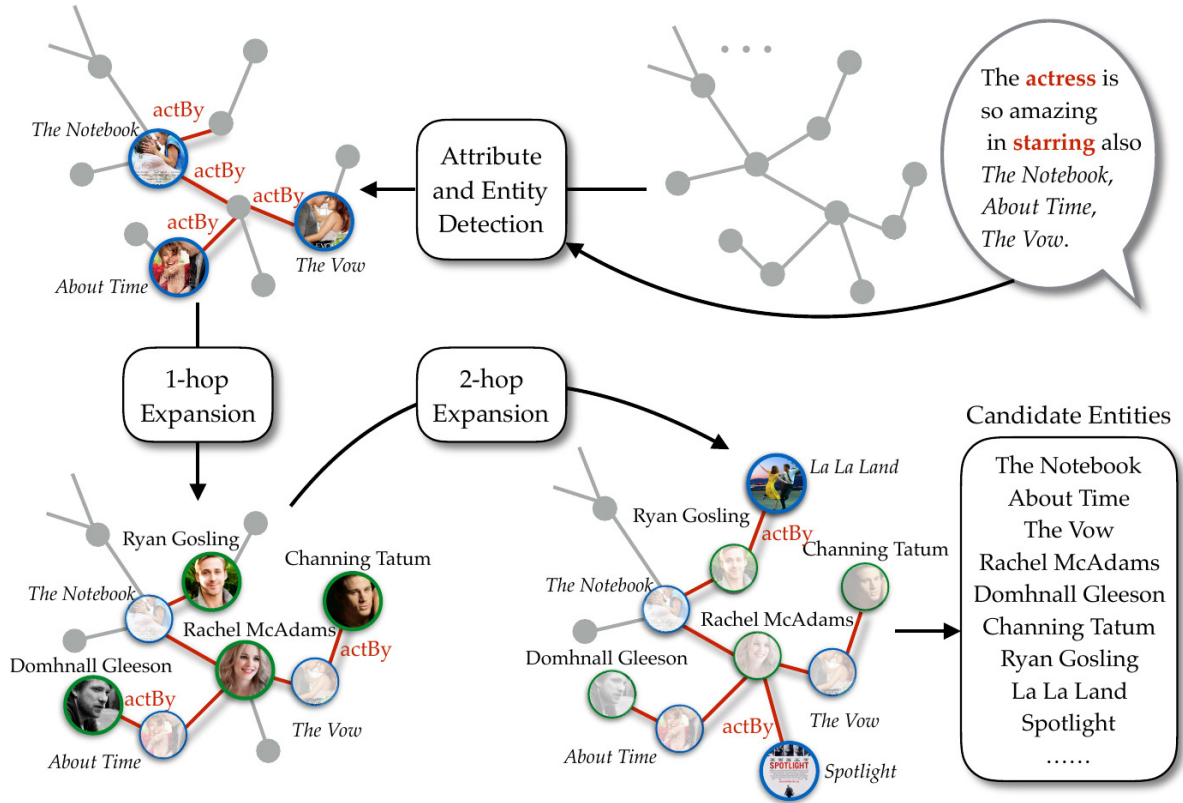 The actress is
so amazing
in starring also
The Notebook,
About Time,
The Vow.
Attribute
and Entity
Detection
actBy
The Notebook
actBy
actBy
actBy
The Vow
About Time
1-hop
Expansion
2-hop
Expansion
Ryan Gosling
Channing Tatum
The Notebook
Rachel McAdams
actBy
Domhnall Gleeson
actBy
The Vow
About Time
La La Land
Ryan Gosling
actBy
Channing Tatum
The Notebook
Rachel McAdams
Domhnall Gleeson
actBy
The Vow
About Time
SPOTLIGHT
Spotlight
Candidate Entities
The Notebook
About Time
The Vow
Rachel McAdams
Domhnall Gleeson
Channing Tatum
Ryan Gosling
La La Land
Spotlight
......